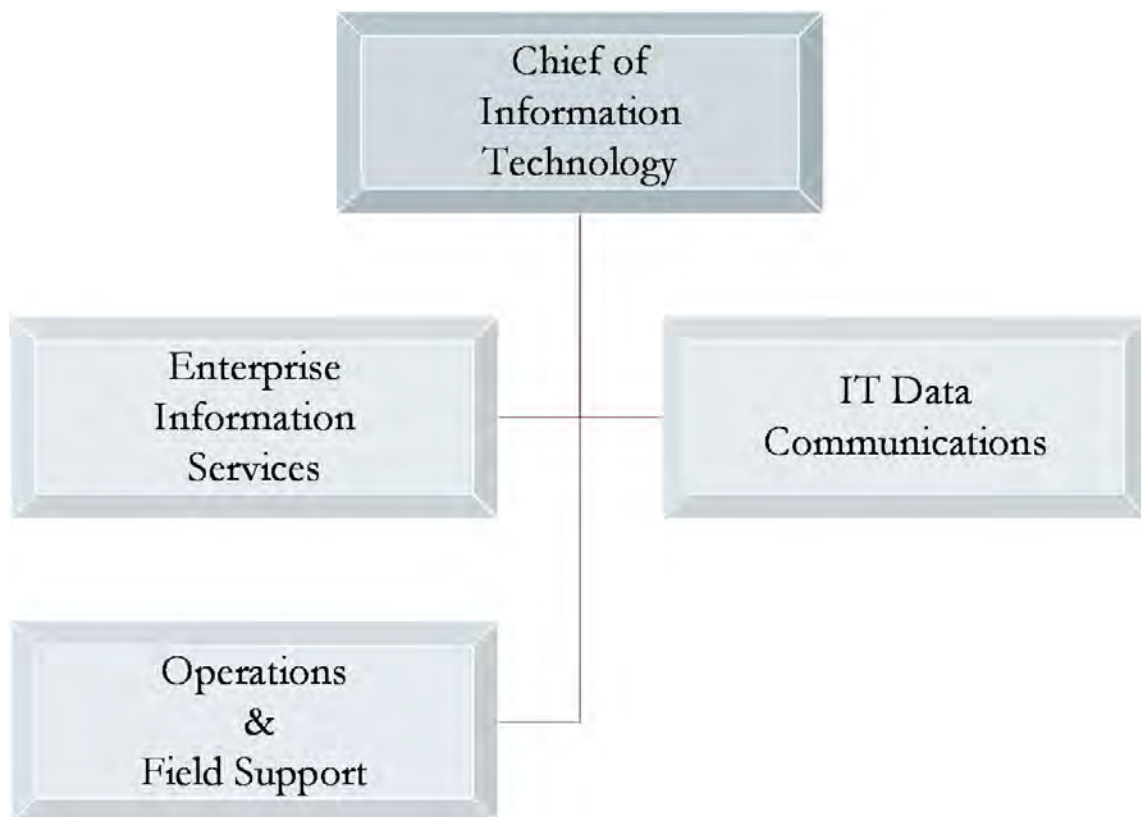 Chief of
Information
Technology
Enterprise
Information
Services
IT Data
Communications
Operations
&
Field Support